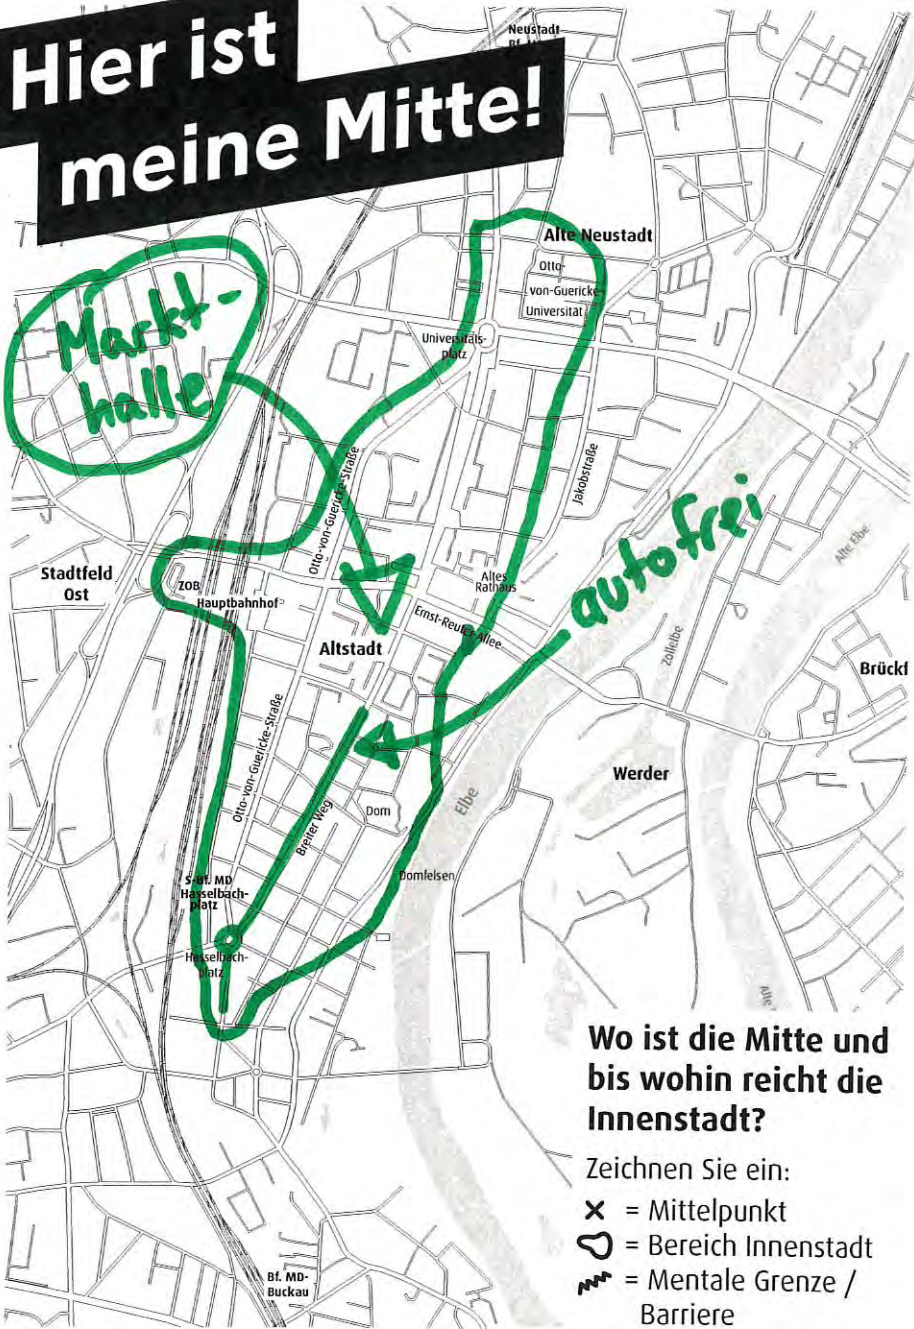 Hier ist
meine Mitte!
Neustadt
Alte Neustadt
Otto-
von-Guericke-
Universität
Markt-
halle
Universitäts-
platz
Otto-von-Guericke-Straße
Jakobstraße
autofrei
Alte Elbe
Stadtfeld
Ost
ZOB
Hauptbahnhof
Altes
Rathaus
Ernst-Reuter-Allee
Altstadt
Zollelbe
Brückf
Otto-von-Guericke-Straße
Werder
Elbe
Dom
Breiter Weg
Domfelsen
S-Bf. MD
Hasselbach-
platz
Hasselbach-
platz
Alte
Wo ist die Mitte und
bis wohin reicht die
Innenstadt?
Zeichnen Sie ein:
x = Mittelpunkt
= Bereich Innenstadt
= Mentale Grenze /
Barriere
Bf. MD-
Buckau